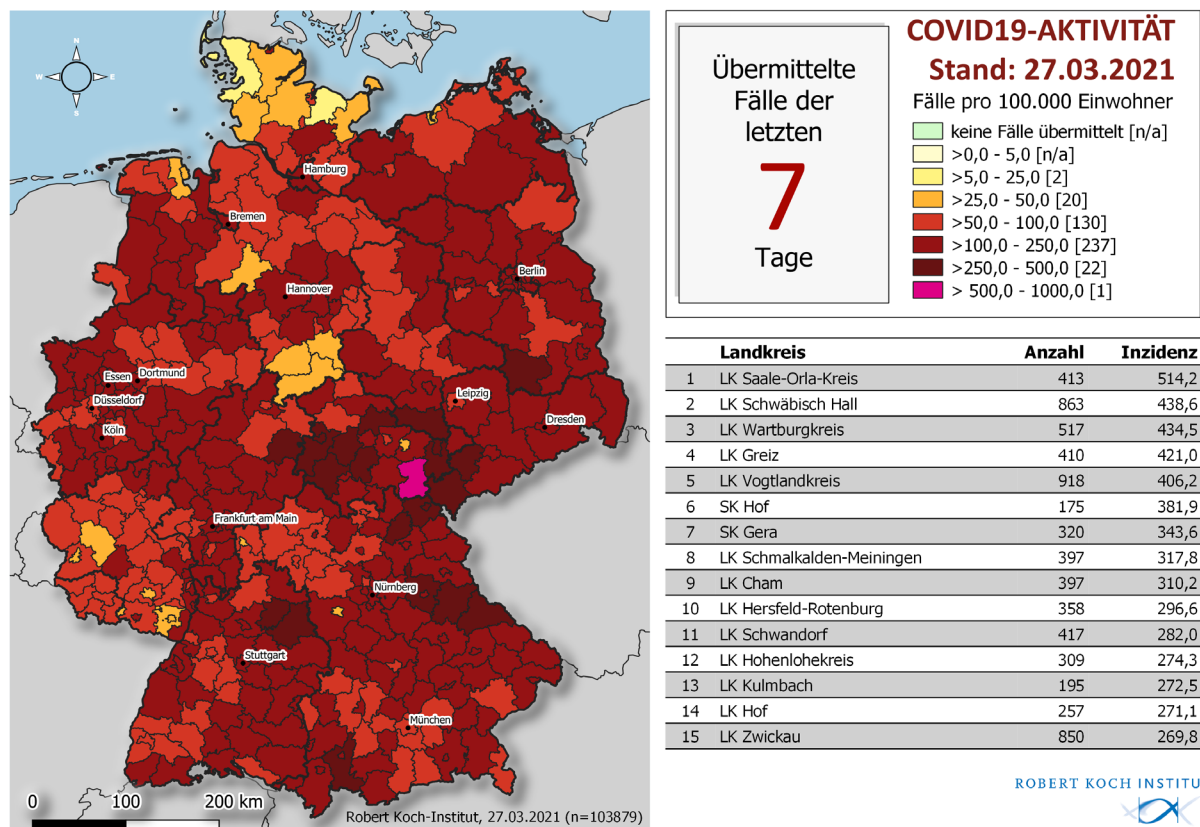 N
W
E
S
Hamburg
Bremen
Berlin
Hannover
Essen
Dortmund
Düsseldorf
Köln
Leipzig
Dresden
Frankfurt am Main
Nürnberg
Stuttgart
München
0 100 200 km
Robert Koch-Institut, 27.03.2021 (n=103879)
Übermittelte
Fälle der
letzten
7
Tage
COVID19-AKTIVITÄT
Stand: 27.03.2021
Fälle pro 100.000 Einwohner
keine Fälle übermittelt [n/a]
>0,0 - 5,0 [n/a]
>5,0 - 25,0 [2]
>25,0 - 50,0 [20]
>50,0 - 100,0 [130]
>100,0 - 250,0 [237]
>250,0 - 500,0 [22]
> 500,0 - 1000,0 [1]
Landkreis Anzahl Inzidenz
1 LK Saale-Orla-Kreis 413 514,2
2 LK Schwäbisch Hall 863 438,6
3 LK Wartburgkreis 517 434,5
4 LK Greiz 410 421,0
5 LK Vogtlandkreis 918 406,2
6 SK Hof 175 381,9
7 SK Gera 320 343,6
8 LK Schmalkalden-Meiningen 397 317,8
9 LK Cham 397 310,2
10 LK Hersfeld-Rotenburg 358 296,6
11 LK Schwandorf 417 282,0
12 LK Hohenlohekreis 309 274,3
13 LK Kulmbach 195 272,5
14 LK Hof 257 271,1
15 LK Zwickau 850 269,8
ROBERT KOCH INSTITU